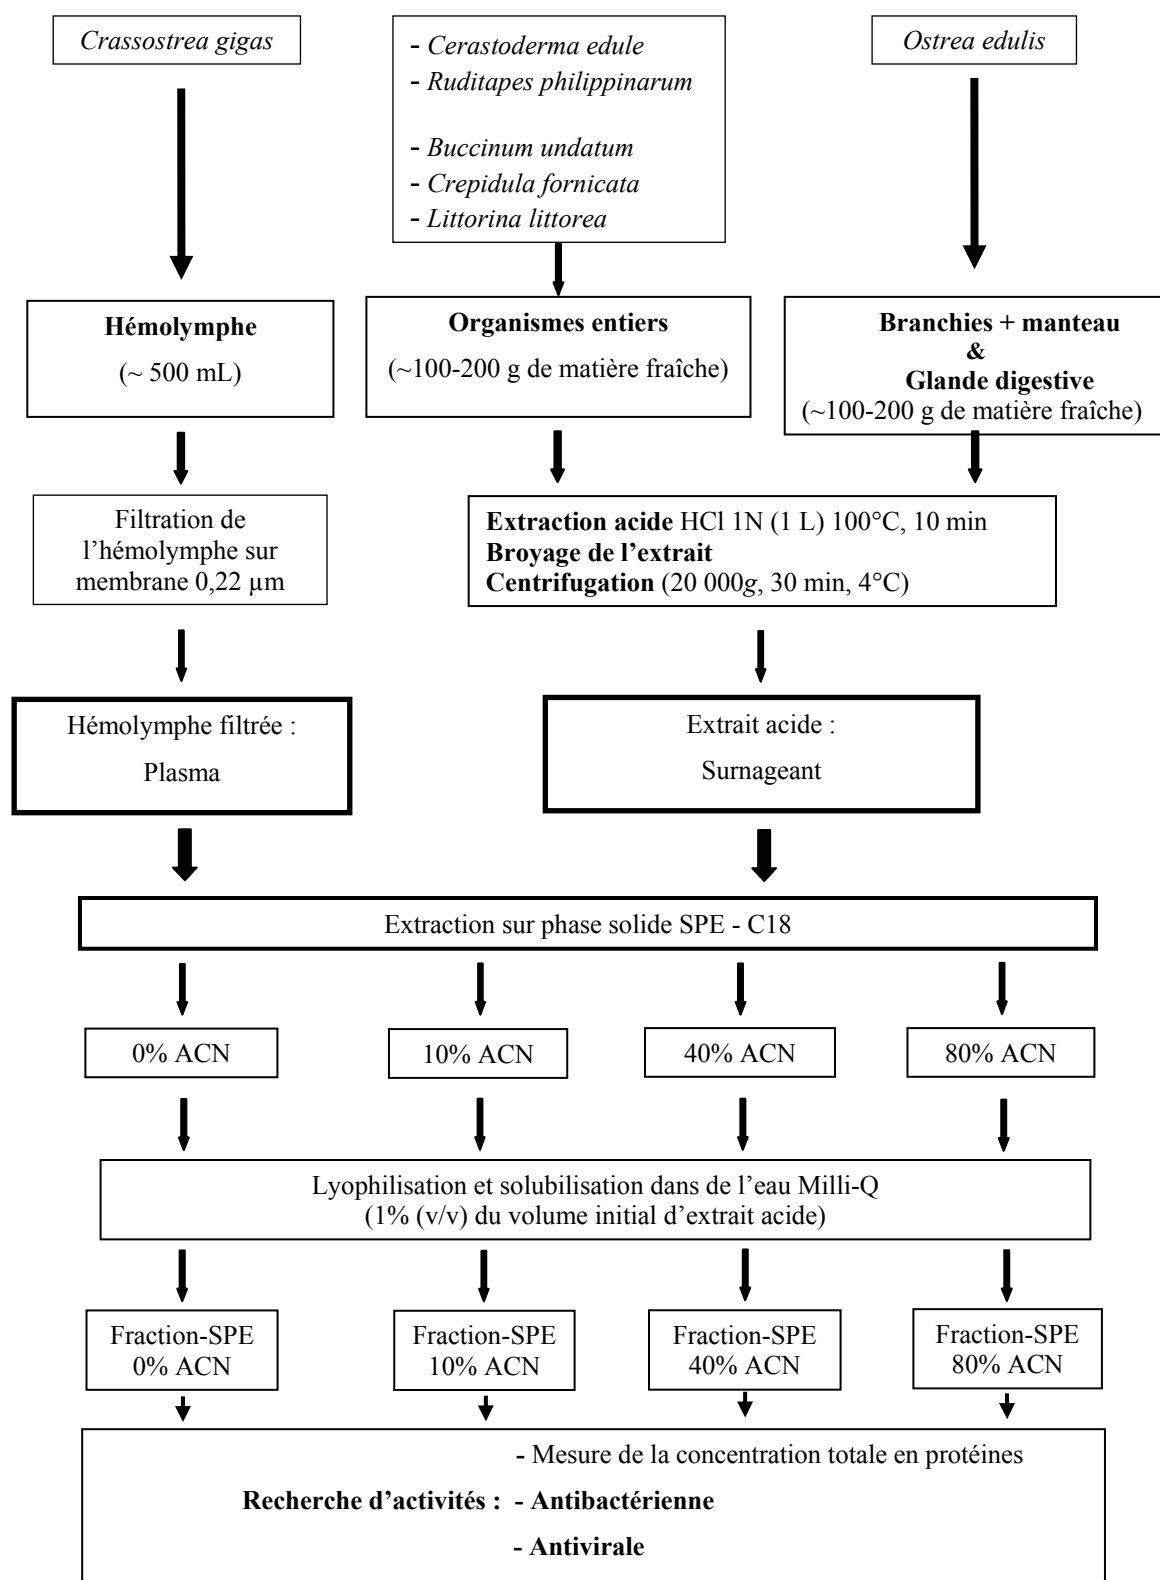 Crassostrea gigas
- Cerastoderma edule
- Ruditapes philippinarum
- Buccinum undatum
- Crepidula fornicata
- Littorina littorea
Ostrea edulis
Hémolymphe
(~ 500 mL)
Organismes entiers
(~100-200 g de matière fraîche)
Branchies + manteau
&
Glande digestive
(~100-200 g de matière fraîche)
Filtration de
l’hémolymphe sur
membrane 0,22 µm
Extraction acide HCl 1N (1 L) 100°C, 10 min
Broyage de l’extrait
Centrifugation (20 000g, 30 min, 4°C)
Hémolymphe filtrée :
Plasma
Extrait acide :
Surnageant
Extraction sur phase solide SPE - C18
0% ACN
10% ACN
40% ACN
80% ACN
Lyophilisation et solubilisation dans de l’eau Milli-Q
(1% (v/v) du volume initial d’extrait acide)
Fraction-SPE
0% ACN
Fraction-SPE
10% ACN
Fraction-SPE
40% ACN
Fraction-SPE
80% ACN
- Mesure de la concentration totale en protéines
Recherche d’activités : - Antibactérienne
- Antivirale